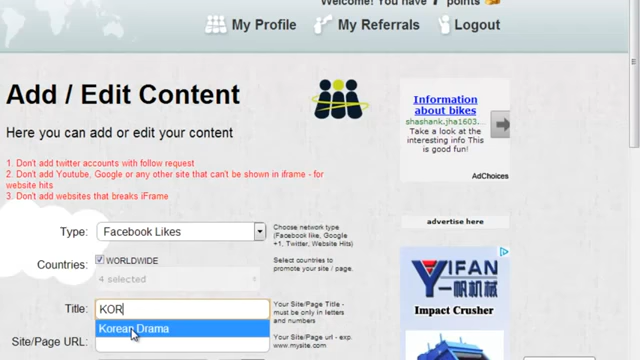 Welcome! You have 7 points
My Profile
My Referrals
Logout
Add / Edit Content
Here you can add or edit your content
1. Don't add twitter accounts with follow request
2. Don't add Youtube, Google or any other site that can't be shown in iframe - for
website hits
3. Don't add websites that breaks iFrame
Type:
Facebook Likes
Choose network type
(Facebook like, Google
+1, Twitter, Website Hits)
Countries:
WORLDWIDE
4 selected
Select countries to
promote your site / page.
Title:
KOR
Korean Drama
Your Site/Page Title -
must be only in letters
and numbers
Site/Page URL:
Your Site/Page URL - exp.
www.mysite.com
Information
about bikes
shashank.jha1603...
Take a look at the
interesting info This
is good fun!
AdChoices
advertise here
YIFAN
一帆机械
Impact Crusher